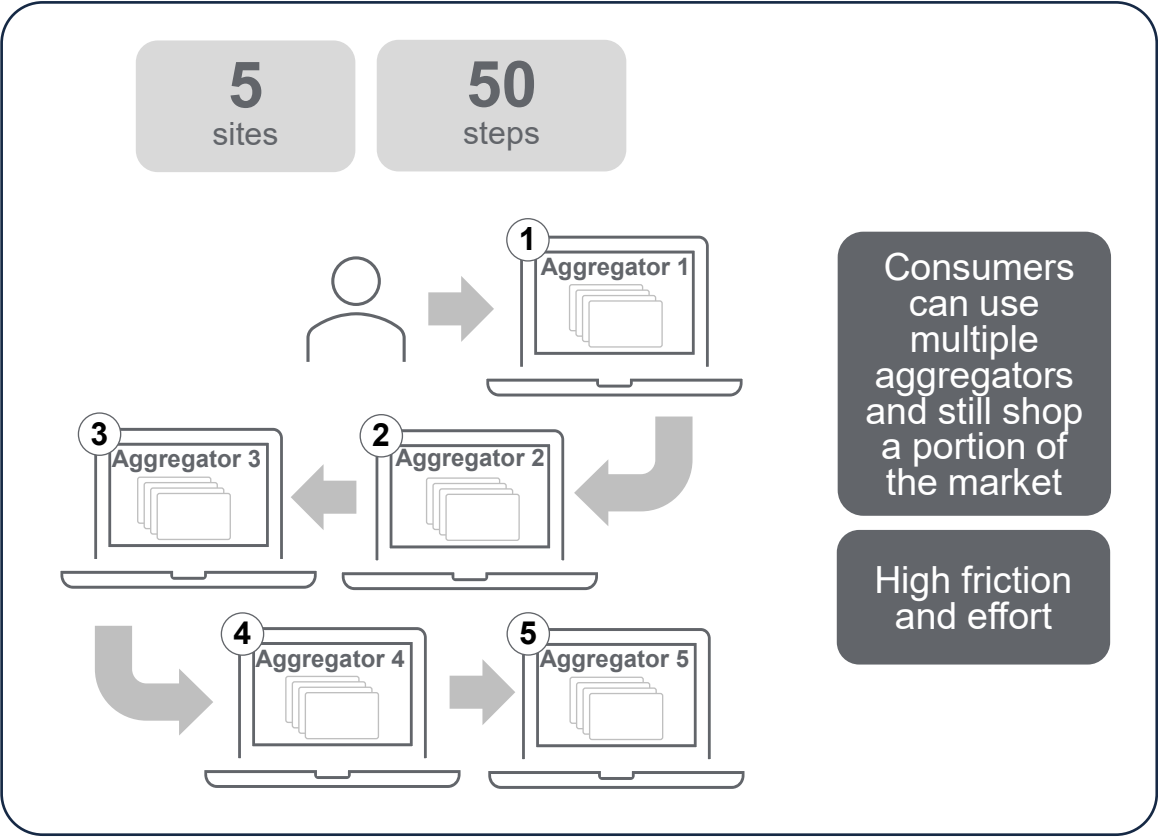 5
sites
50
steps
1
Aggregator 1
3
Aggregator 3
2
Aggregator 2
4
Aggregator 4
5
Aggregator 5
Consumers
can use
multiple
aggregators
and still shop
a portion of
the market
High friction
and effort